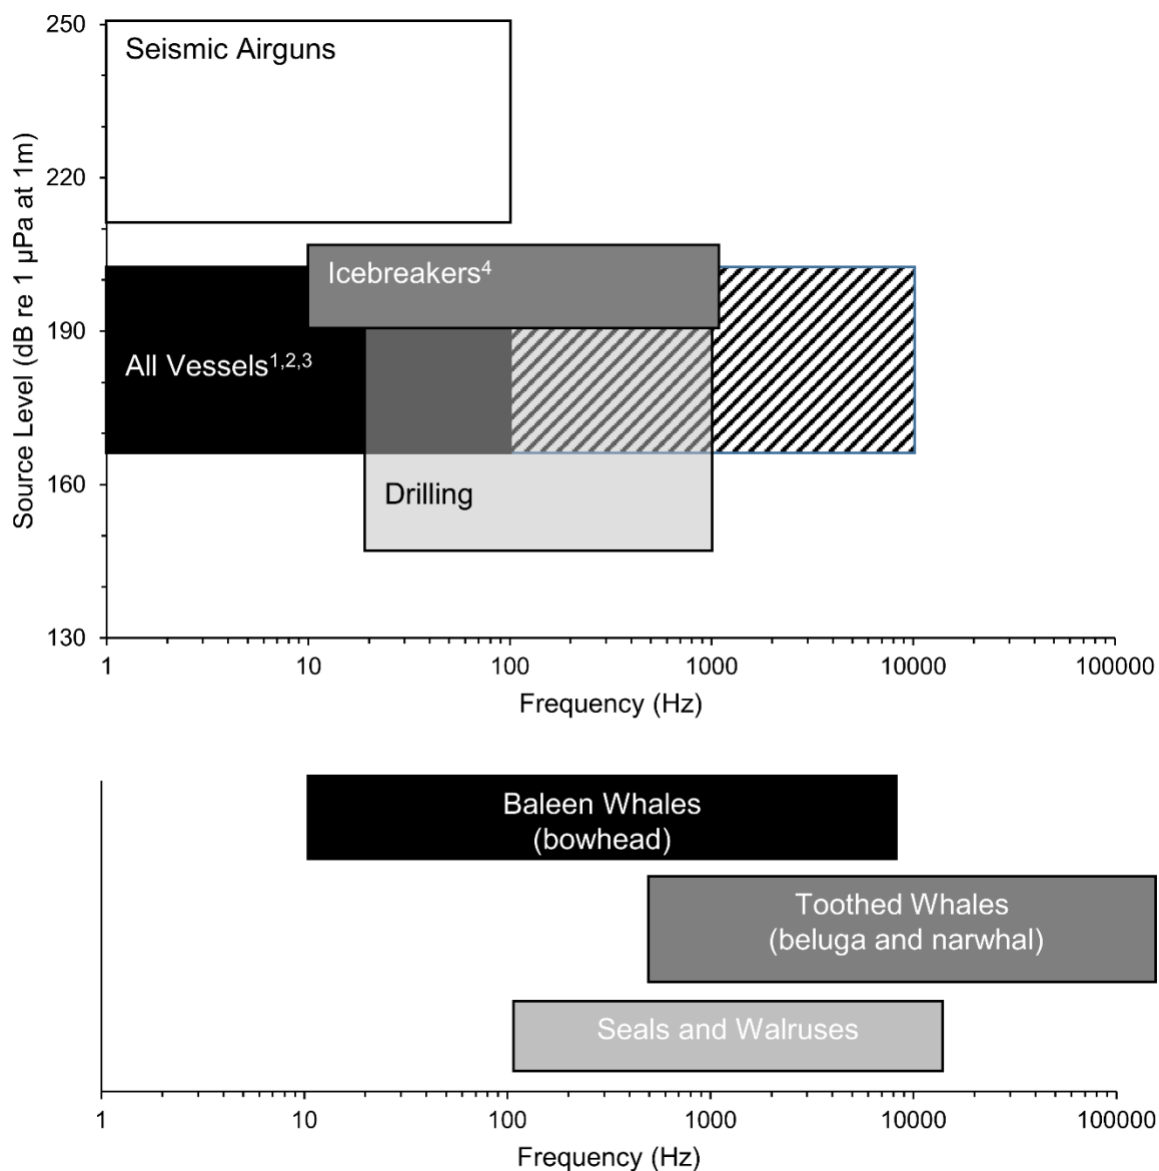 250
Seismic Airguns
220
Source Level (dB re 1 µPa at 1m)
Icebreakers⁴
190
All Vessels¹,²,³
160
Drilling
130
1 10 100 1000 10000 100000
Frequency (Hz)
Baleen Whales
(bowhead)
Toothed Whales
(beluga and narwhal)
Seals and Walruses
1 10 100 1000 10000 100000
Frequency (Hz)